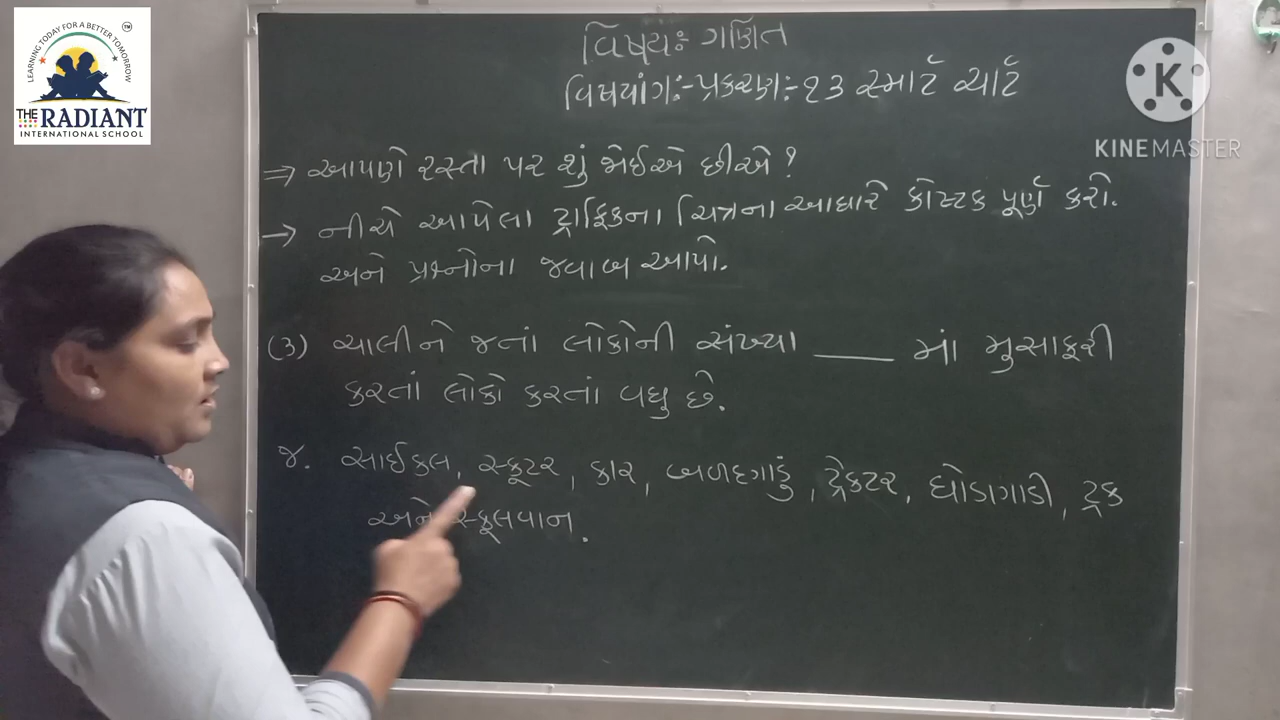 LEARNING TODAY FOR A BETTER TOMORROW
TM
THE RADIANT
INTERNATIONAL SCHOOL
K
KINEMASTER
વિષયઃ ગણિત
વિષયાંગઃ-પ્રકરણઃ-૧૩ સ્માર્ટ ચાર્ટ
⇒ આપણે રસ્તા પર શું જોઈએ છીએ ?
→ નીચે આપેલા ટ્રાફિકના ચિત્રના આધારે કોષ્ટક પૂર્ણ કરો.
અને પ્રશ્નોના જવાબ આપો.
(૩) ચાલીને જતાં લોકોની સંખ્યા ____ માં મુસાફરી
કરતાં લોકો કરતાં વધુ છે.
જ. સાઈકલ, સ્કૂટર, કાર, બળદગાડું, ટ્રેકટર, ઘોડાગાડી, ટ્રક
અને સ્કૂલવાન.